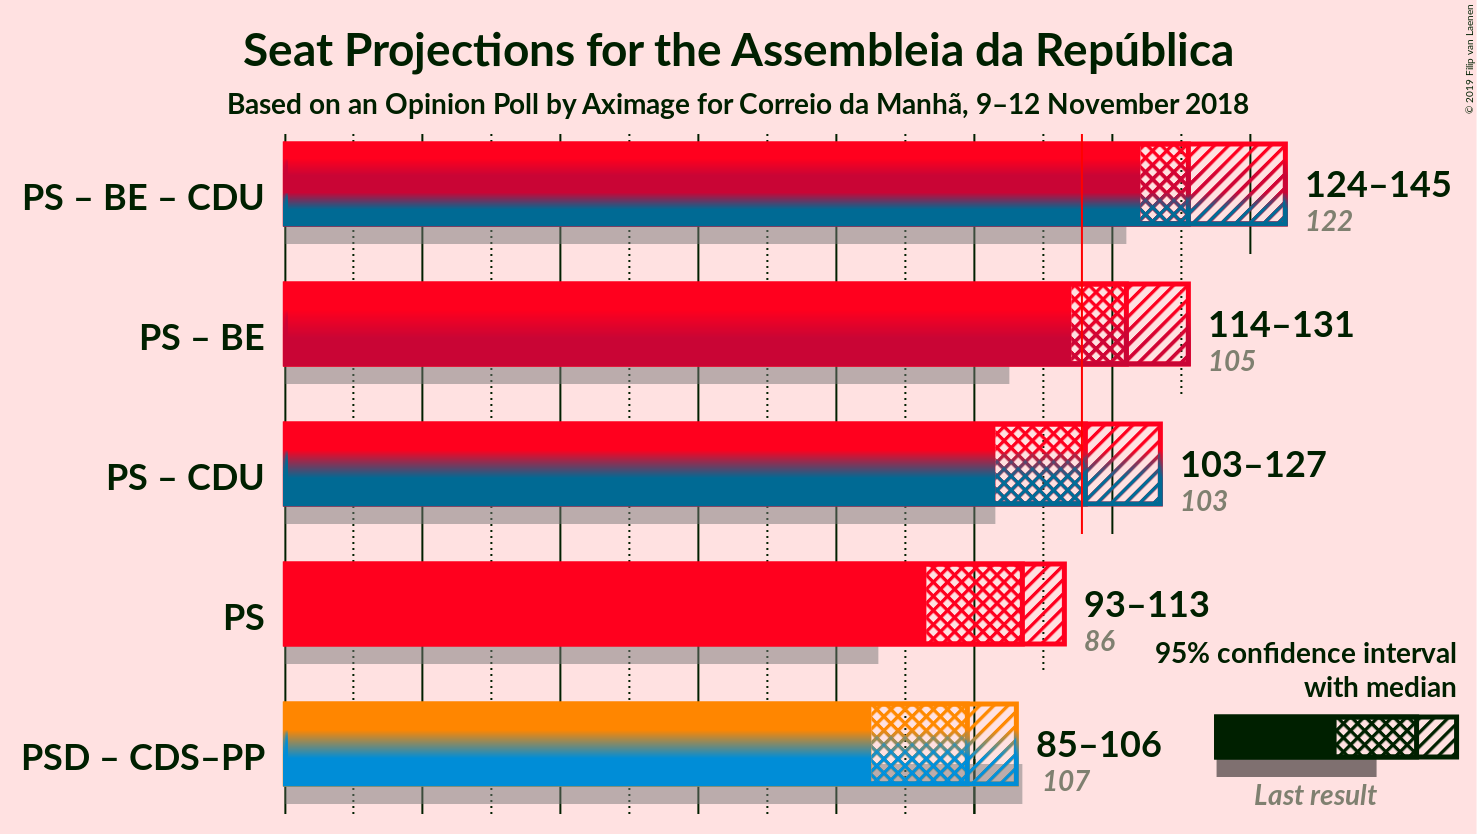 Seat Projections for the Assembleia da República
Based on an Opinion Poll by Aximage for Correio da Manhã, 9–12 November 2018
© 2019 Filip van Laenen
PS – BE – CDU
124–145
122
PS – BE
114–131
105
PS – CDU
103–127
103
PS
93–113
86
PSD – CDS–PP
85–106
107
95% confidence interval
with median
Last result